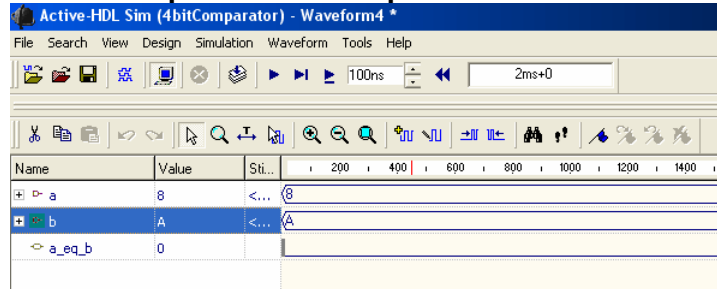 Active-HDL Sim (4bitComparator) - Waveform4 *
File Search View Design Simulation Waveform Tools Help
100ns 2ms+0
Name Value Sti... 200 400 600 800 1000 1200 1400
a 8 <... 8
b A <... A
a_eq_b 0